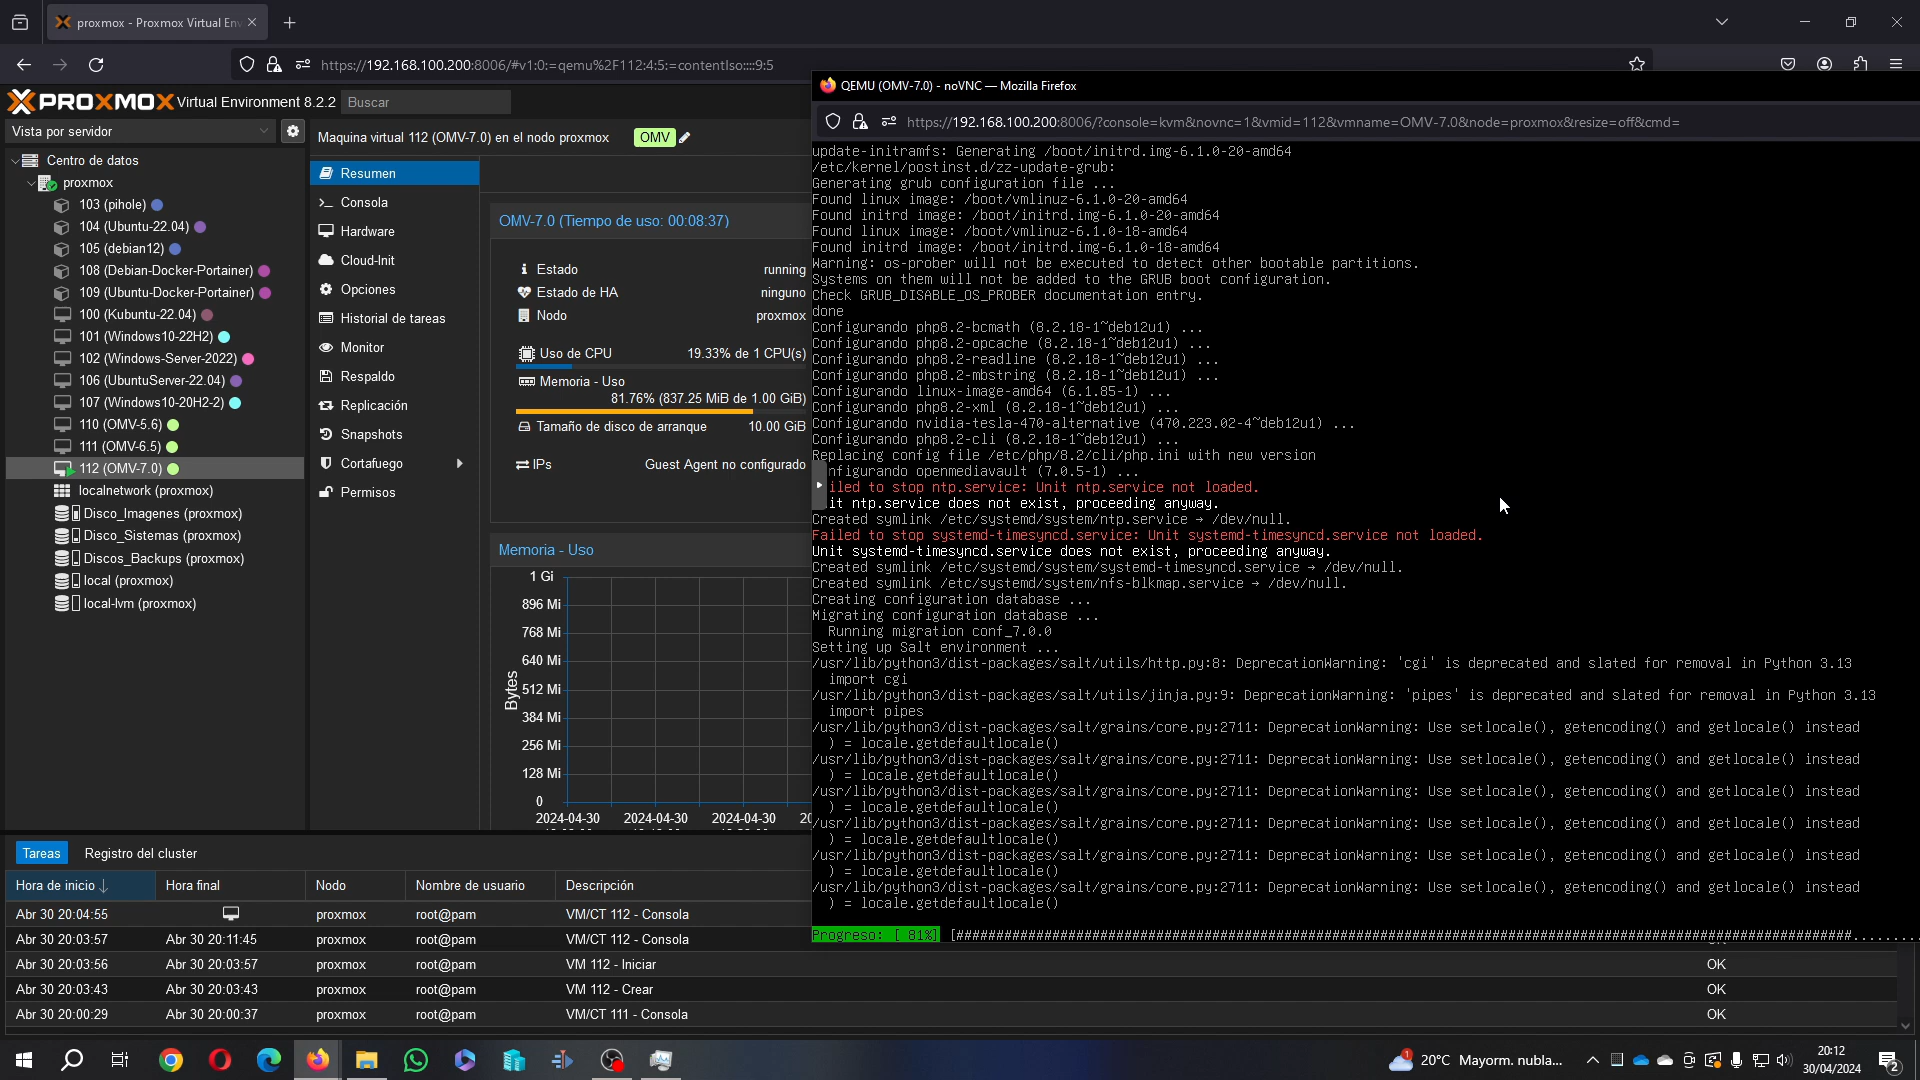 proxmox - Proxmox Virtual En
https://192.168.100.200:8006/#v1:0:=qemu%2F112:4:5:=contentIso::::9:5
PROXMOX Virtual Environment 8.2.2 Buscar
Vista por servidor
Centro de datos
proxmox
103 (pihole)
104 (Ubuntu-22.04)
105 (debian12)
108 (Debian-Docker-Portainer)
109 (Ubuntu-Docker-Portainer)
100 (Kubuntu-22.04)
101 (Windows10-22H2)
102 (Windows-Server-2022)
106 (UbuntuServer-22.04)
107 (Windows10-20H2-2)
110 (OMV-5.6)
111 (OMV-6.5)
112 (OMV-7.0)
localnetwork (proxmox)
Disco_Imagenes (proxmox)
Disco_Sistemas (proxmox)
Discos_Backups (proxmox)
local (proxmox)
local-lvm (proxmox)
Maquina virtual 112 (OMV-7.0) en el nodo proxmox OMV
Resumen
Consola
Hardware
Cloud-Init
Opciones
Historial de tareas
Monitor
Respaldo
Replicación
Snapshots
Cortafuego
Permisos
OMV-7.0 (Tiempo de uso: 00:08:37)
Estado running
Estado de HA ninguno
Nodo proxmox
Uso de CPU 19.33% de 1 CPU(s)
Memoria - Uso
81.76% (837.25 MiB de 1.00 GiB)
Tamaño de disco de arranque 10.00 GiB
IPs Guest Agent no configurado
Memoria - Uso
Bytes
1 Gi
896 Mi
768 Mi
640 Mi
512 Mi
384 Mi
256 Mi
128 Mi
0
2024-04-30 2024-04-30 2024-04-30 20
QEMU (OMV-7.0) - noVNC — Mozilla Firefox
https://192.168.100.200:8006/?console=kvm&novnc=1&vmid=112&vmname=OMV-7.0&node=proxmox&resize=off&cmd=
update-initramfs: Generating /boot/initrd.img-6.1.0-20-amd64
/etc/kernel/postinst.d/zz-update-grub:
Generating grub configuration file ...
Found linux image: /boot/vmlinuz-6.1.0-20-amd64
Found initrd image: /boot/initrd.img-6.1.0-20-amd64
Found linux image: /boot/vmlinuz-6.1.0-18-amd64
Found initrd image: /boot/initrd.img-6.1.0-18-amd64
Warning: os-prober will not be executed to detect other bootable partitions.
Systems on them will not be added to the GRUB boot configuration.
Check GRUB_DISABLE_OS_PROBER documentation entry.
done
Configurando php8.2-bcmath (8.2.18-1~deb12u1) ...
Configurando php8.2-opcache (8.2.18-1~deb12u1) ...
Configurando php8.2-readline (8.2.18-1~deb12u1) ...
Configurando php8.2-mbstring (8.2.18-1~deb12u1) ...
Configurando linux-image-amd64 (6.1.85-1) ...
Configurando php8.2-xml (8.2.18-1~deb12u1) ...
Configurando nvidia-tesla-470-alternative (470.223.02-4~deb12u1) ...
Configurando php8.2-cli (8.2.18-1~deb12u1) ...
Replacing config file /etc/php/8.2/cli/php.ini with new version
nfigurando openmediavault (7.0.5-1) ...
iled to stop ntp.service: Unit ntp.service not loaded.
it ntp.service does not exist, proceeding anyway.
Created symlink /etc/systemd/system/ntp.service → /dev/null.
Failed to stop systemd-timesyncd.service: Unit systemd-timesyncd.service not loaded.
Unit systemd-timesyncd.service does not exist, proceeding anyway.
Created symlink /etc/systemd/system/systemd-timesyncd.service → /dev/null.
Created symlink /etc/systemd/system/nfs-blkmap.service → /dev/null.
Creating configuration database ...
Migrating configuration database ...
Running migration conf_7.0.0
Setting up Salt environment ...
/usr/lib/python3/dist-packages/salt/utils/http.py:8: DeprecationWarning: 'cgi' is deprecated and slated for removal in Python 3.13
import cgi
/usr/lib/python3/dist-packages/salt/utils/jinja.py:9: DeprecationWarning: 'pipes' is deprecated and slated for removal in Python 3.13
import pipes
/usr/lib/python3/dist-packages/salt/grains/core.py:2711: DeprecationWarning: Use setlocale(), getencoding() and getlocale() instead
) = locale.getdefaultlocale()
/usr/lib/python3/dist-packages/salt/grains/core.py:2711: DeprecationWarning: Use setlocale(), getencoding() and getlocale() instead
) = locale.getdefaultlocale()
/usr/lib/python3/dist-packages/salt/grains/core.py:2711: DeprecationWarning: Use setlocale(), getencoding() and getlocale() instead
) = locale.getdefaultlocale()
/usr/lib/python3/dist-packages/salt/grains/core.py:2711: DeprecationWarning: Use setlocale(), getencoding() and getlocale() instead
) = locale.getdefaultlocale()
/usr/lib/python3/dist-packages/salt/grains/core.py:2711: DeprecationWarning: Use setlocale(), getencoding() and getlocale() instead
) = locale.getdefaultlocale()
/usr/lib/python3/dist-packages/salt/grains/core.py:2711: DeprecationWarning: Use setlocale(), getencoding() and getlocale() instead
) = locale.getdefaultlocale()
Progreso: [ 81%]
Tareas Registro del cluster
Hora de inicio ↓ Hora final Nodo Nombre de usuario Descripción
Abr 30 20:04:55 proxmox root@pam VM/CT 112 - Consola
Abr 30 20:03:57 Abr 30 20:11:45 proxmox root@pam VM/CT 112 - Consola
Abr 30 20:03:56 Abr 30 20:03:57 proxmox root@pam VM 112 - Iniciar OK
Abr 30 20:03:43 Abr 30 20:03:43 proxmox root@pam VM 112 - Crear OK
Abr 30 20:00:29 Abr 30 20:00:37 proxmox root@pam VM/CT 111 - Consola OK
1 20°C Mayorm. nubla...
20:12
30/04/2024
2